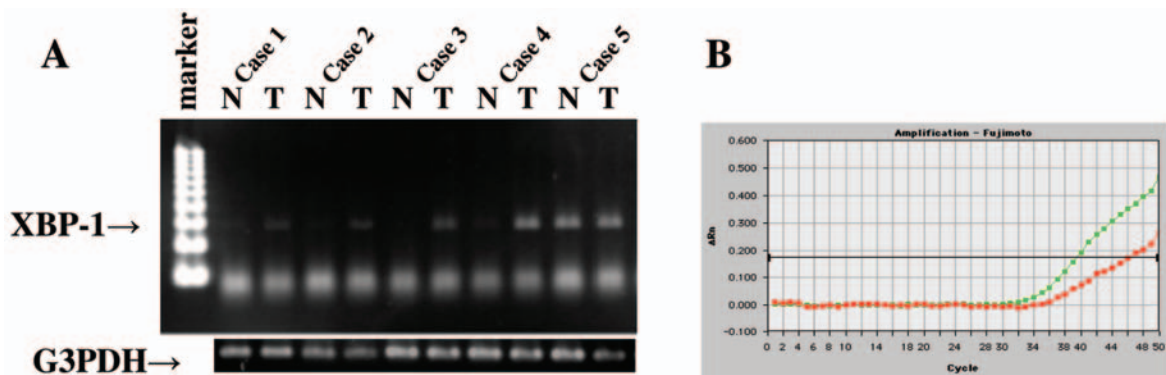 A
B
marker
Case 1
Case 2
Case 3
Case 4
Case 5
N T N T N T N T N T
XBP-1→
G3PDH→
Amplification - Fujimoto
ΔRn
0.600
0.500
0.400
0.300
0.200
0.100
0.000
-0.100
0 2 4 6 8 10 14 18 20 24 28 30 34 38 40 44 48 50
Cycle